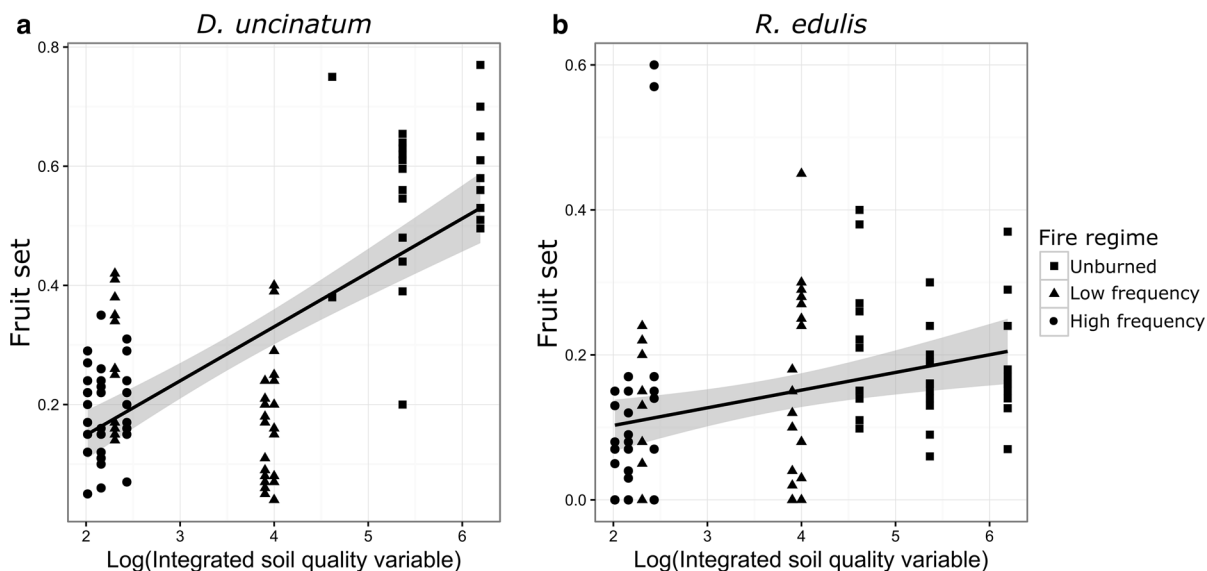 a
D. uncinatum
0.8
0.6
0.4
0.2
Fruit set
2 3 4 5 6
Log(Integrated soil quality variable)
b
R. edulis
0.6
0.4
0.2
0.0
Fruit set
2 3 4 5 6
Log(Integrated soil quality variable)
Fire regime
Unburned
Low frequency
High frequency